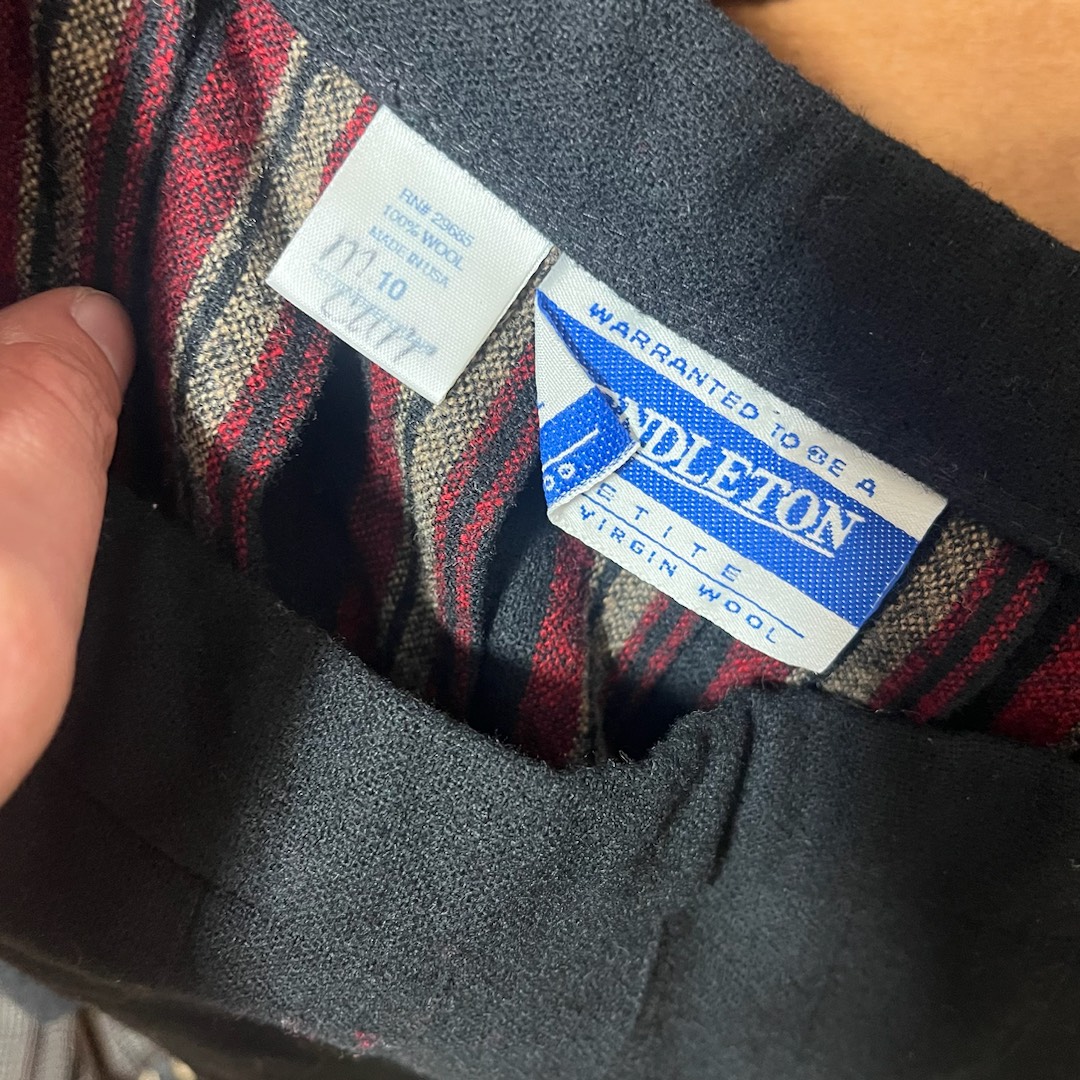 RN# 29685
100% WOOL
MADE IN USA
10
WARRANTED TO BE A
NDLETON
ETITE
VIRGIN WOOL